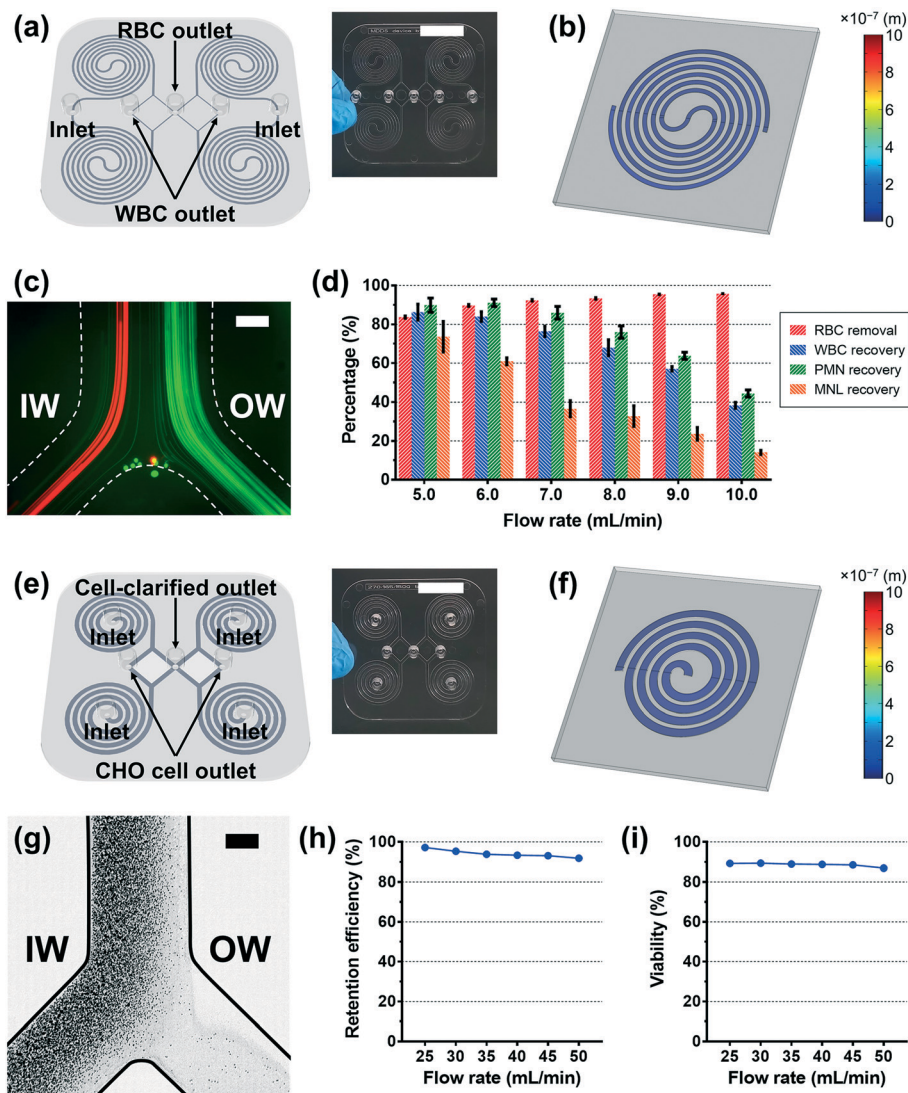 (a)
RBC outlet
Inlet
Inlet
WBC outlet
(b)
×10⁻⁷ (m)
10
8
6
4
2
0
(c)
IW
OW
(d)
Percentage (%)
100
80
60
40
20
0
5.0 6.0 7.0 8.0 9.0 10.0
Flow rate (mL/min)
RBC removal
WBC recovery
PMN recovery
MNL recovery
(e)
Cell-clarified outlet
Inlet Inlet
Inlet Inlet
CHO cell outlet
(f)
×10⁻⁷ (m)
10
8
6
4
2
0
(g)
IW
OW
(h)
Retention efficiency (%)
100
80
60
40
20
0
25 30 35 40 45 50
Flow rate (mL/min)
(i)
Viability (%)
100
80
60
40
20
0
25 30 35 40 45 50
Flow rate (mL/min)